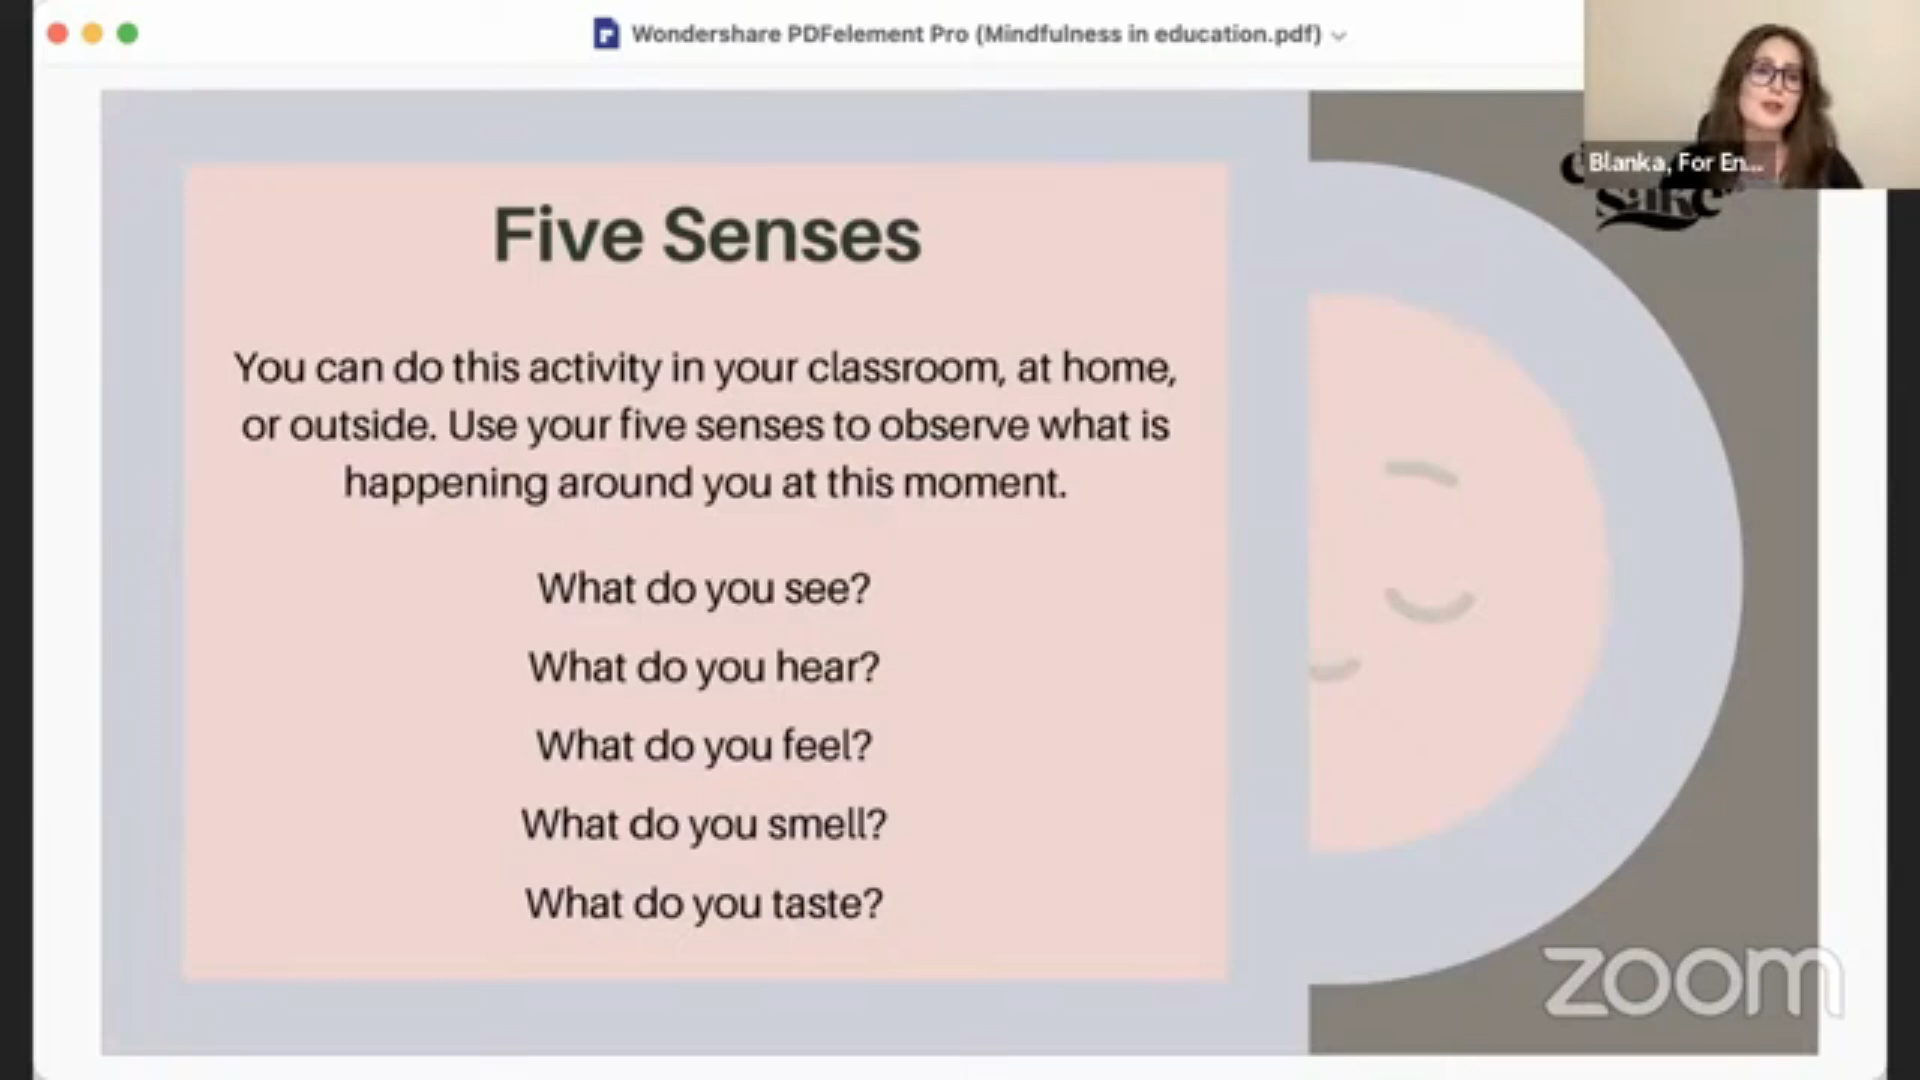 Wondershare PDFelement Pro (Mindfulness in education.pdf)
Blanka, For En...
sake
Five Senses
You can do this activity in your classroom, at home,
or outside. Use your five senses to observe what is
happening around you at this moment.
What do you see?
What do you hear?
What do you feel?
What do you smell?
What do you taste?
zoom